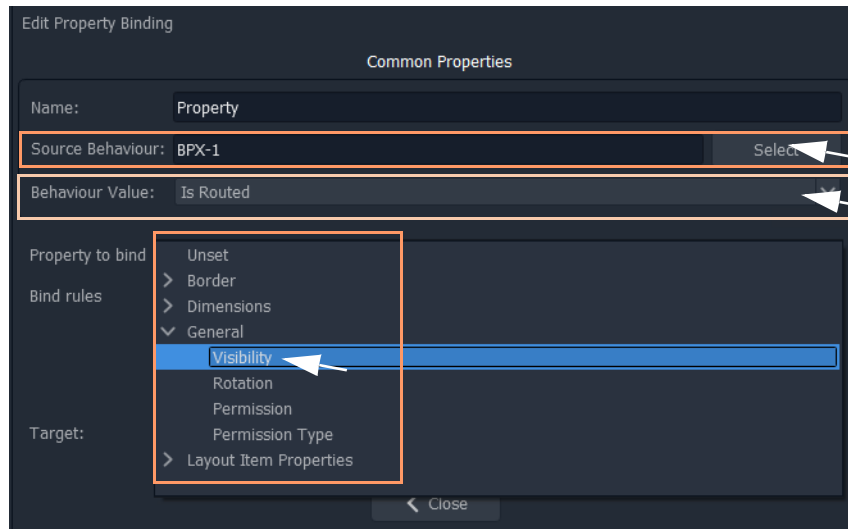 Edit Property Binding
Common Properties
Name: Property
Source Behaviour: BPX-1 Select
Behaviour Value: Is Routed
Property to bind Unset
Border
Bind rules
Dimensions
General
Visibility
Rotation
Permission
Target: Permission Type
Layout Item Properties
Close